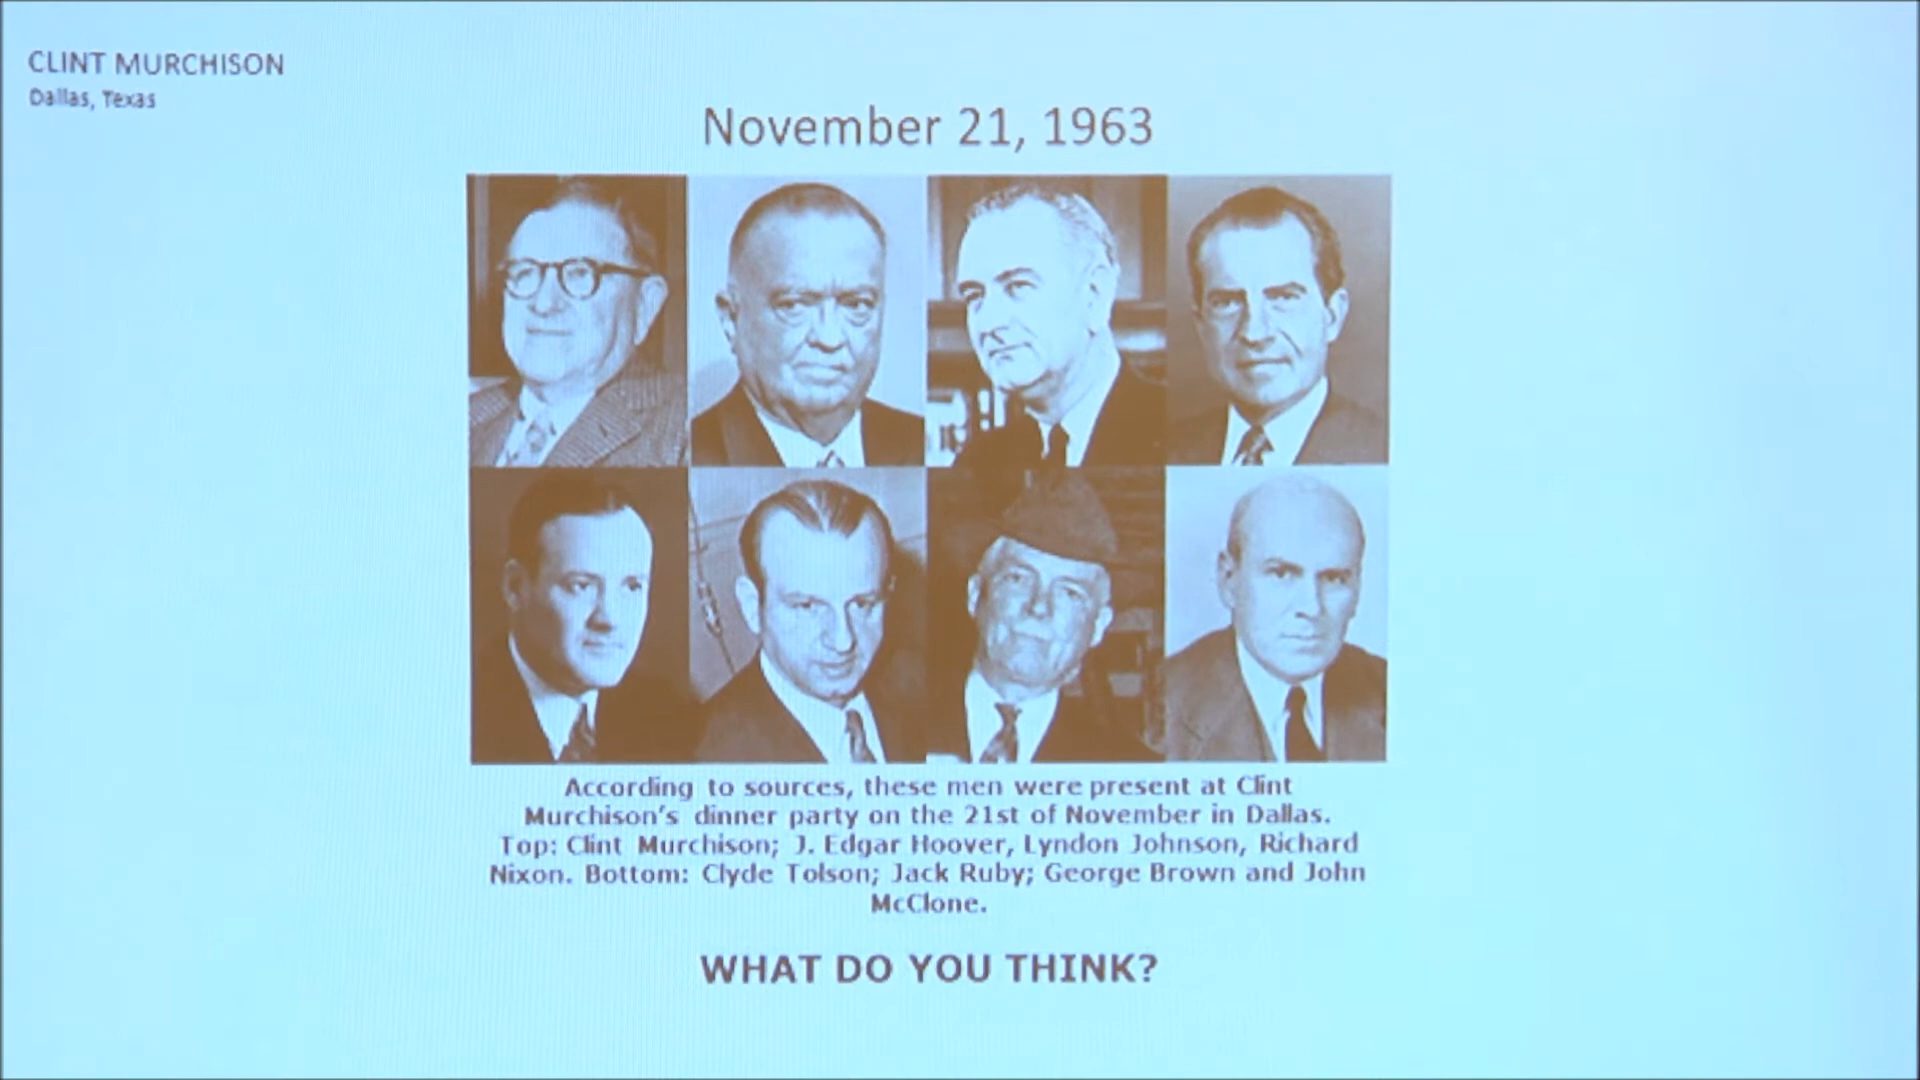 CLINT MURCHISON
Dallas, Texas
November 21, 1963
According to sources, these men were present at Clint
Murchison's dinner party on the 21st of November in Dallas.
Top: Clint Murchison; J. Edgar Hoover, Lyndon Johnson, Richard
Nixon. Bottom: Clyde Tolson; Jack Ruby; George Brown and John
McClone.
WHAT DO YOU THINK?